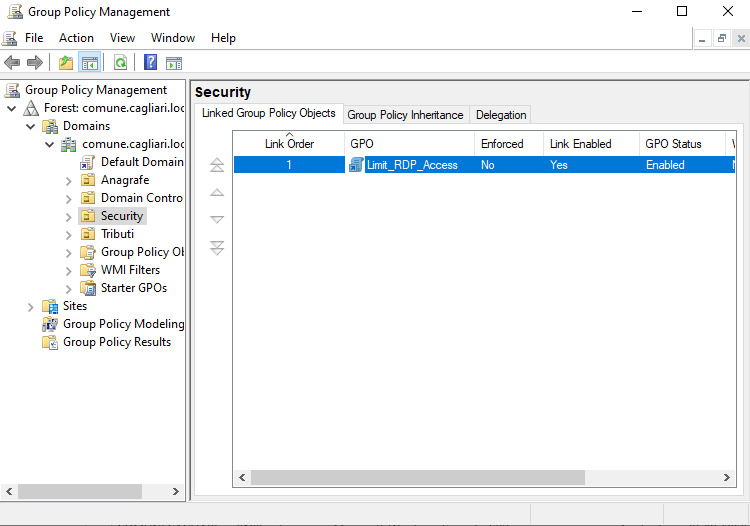 Group Policy Management
File Action View Window Help
Group Policy Management
Forest: comune.cagliari.loc
Domains
comune.cagliari.loc
Default Domain
Anagrafe
Domain Contro
Security
Tributi
Group Policy Ob
WMI Filters
Starter GPOs
Sites
Group Policy Modeling
Group Policy Results
Security
Linked Group Policy Objects Group Policy Inheritance Delegation
Link Order GPO Enforced Link Enabled GPO Status
1 Limit_RDP_Access No Yes Enabled